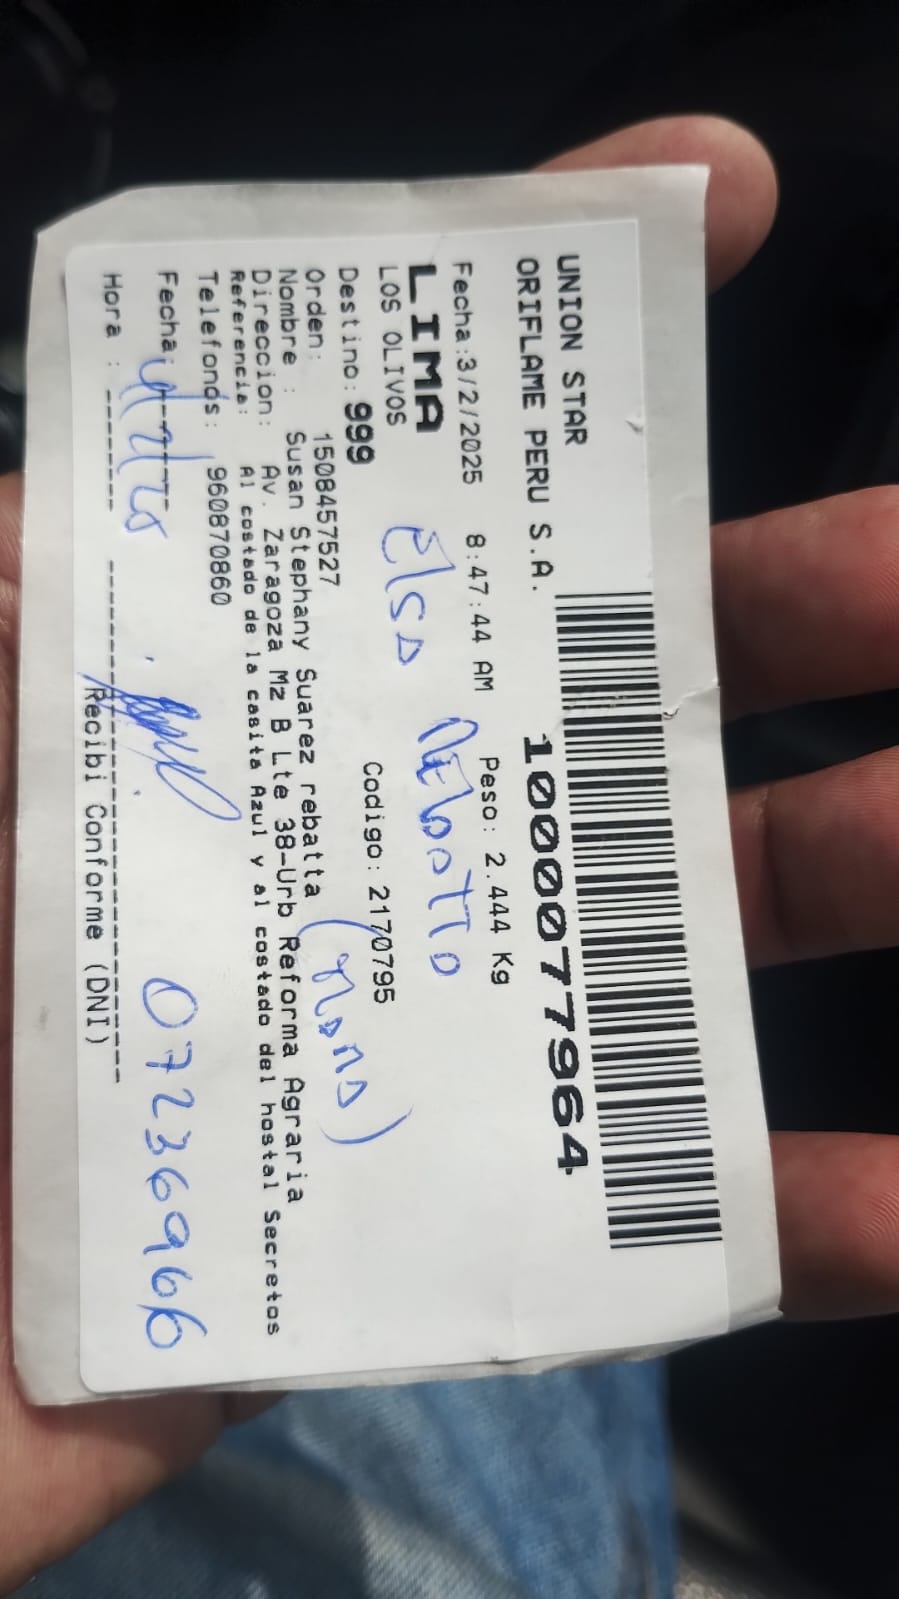 UNION STAR
ORIFLAME PERU S.A.
1000077964
Fecha:3/2/2025 8:47:44 AM Peso: 2.444 Kg
LIMA
LOS OLIVOS
Elsa Rebatta
Destino: 999 Codigo: 2170795
(mama)
Orden: 1508457527
Nombre : Susan Stephany Suarez rebatta
Direccion: Av. Zaragoza Mz B Lte 38-Urb Reforma Agraria
Referencia: Al costado de la casita Azul y al costado del hostal Secretos
Telefonos: 960870860
Fecha:
07236966
Hora :
Recibi Conforme (DNI)